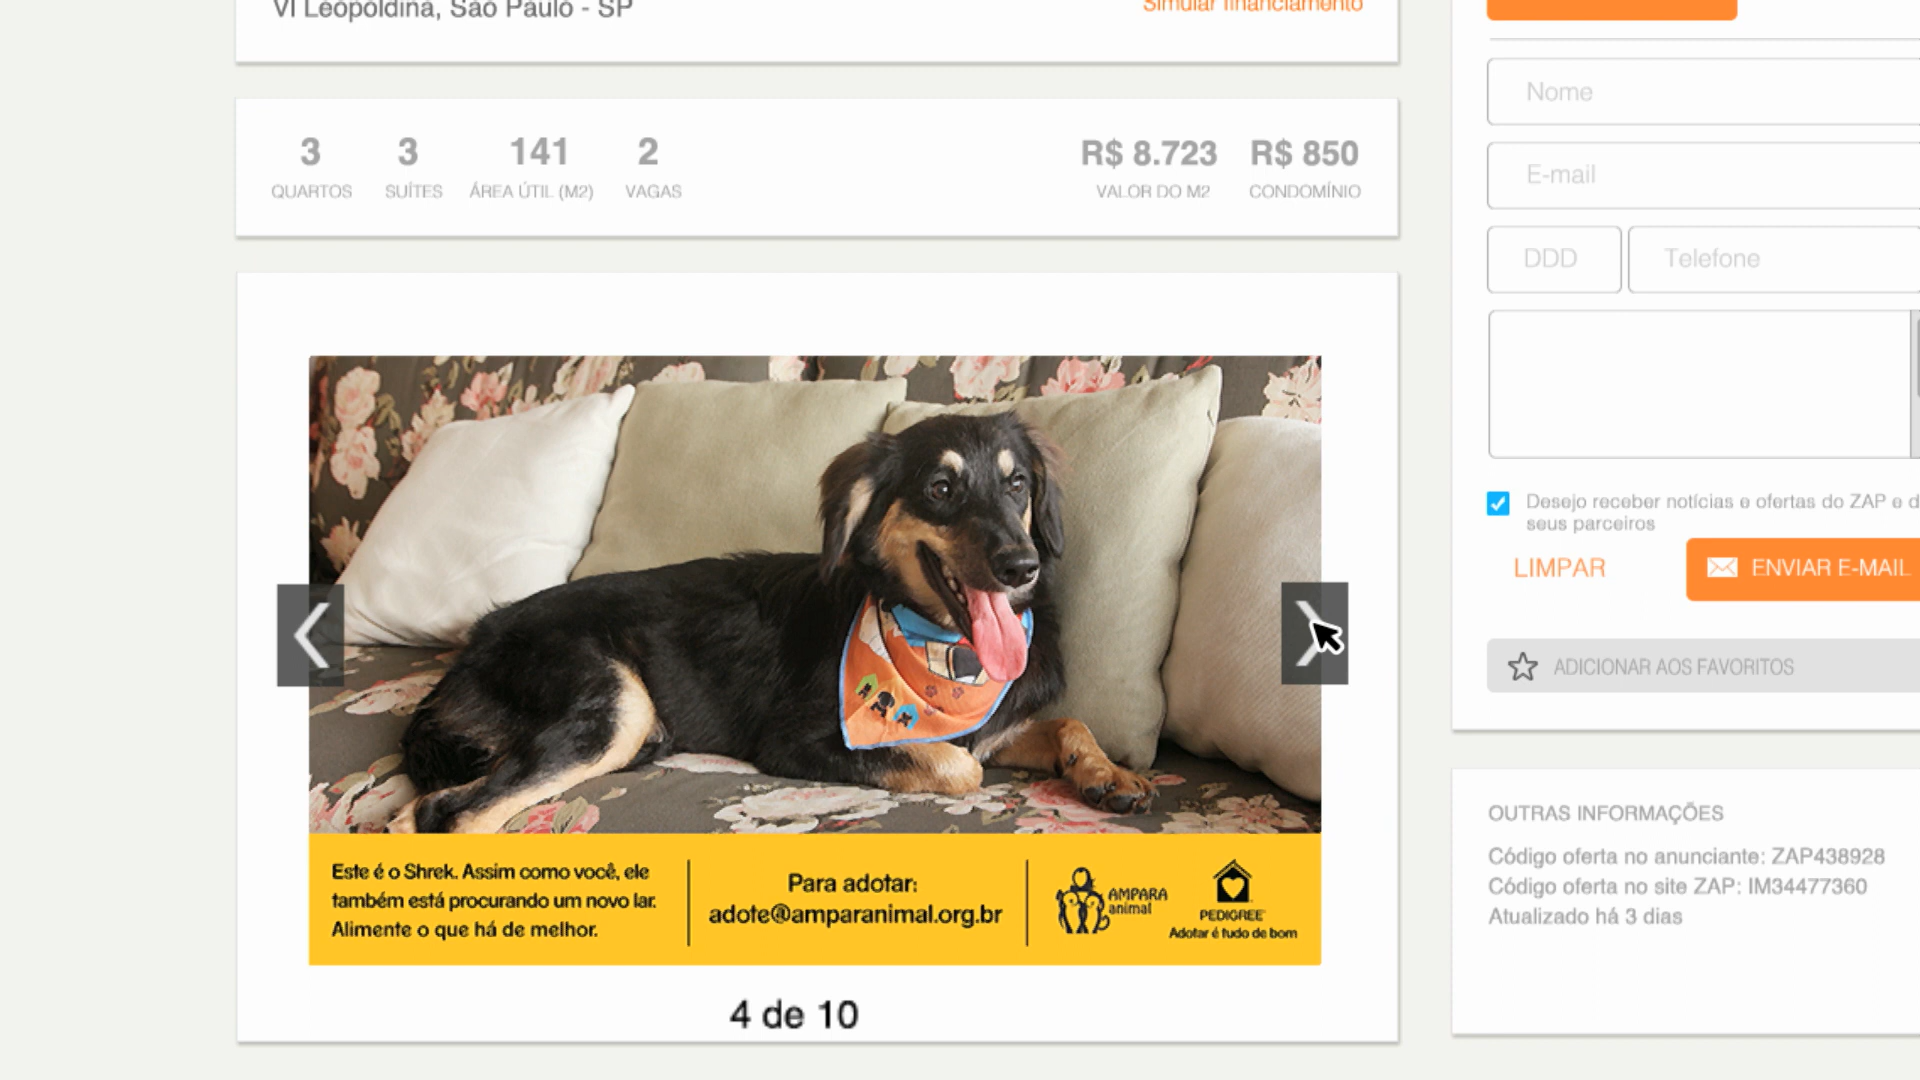 VI Leopoldina, São Paulo - SP
Simular financiamento
3 3 141 2
QUARTOS SUÍTES ÁREA ÚTIL (M2) VAGAS
R$ 8.723 R$ 850
VALOR DO M2 CONDOMÍNIO
Este é o Shrek. Assim como você, ele
também está procurando um novo lar.
Alimente o que há de melhor.
Para adotar:
adote@amparanimal.org.br
AMPARA
animal
PEDIGREE
Adotar é tudo de bom
4 de 10
Nome
E-mail
DDD Telefone
Desejo receber notícias e ofertas do ZAP e d
seus parceiros
LIMPAR ENVIAR E-MAIL
ADICIONAR AOS FAVORITOS
OUTRAS INFORMAÇÕES
Código oferta no anunciante: ZAP438928
Código oferta no site ZAP: IM34477360
Atualizado há 3 dias